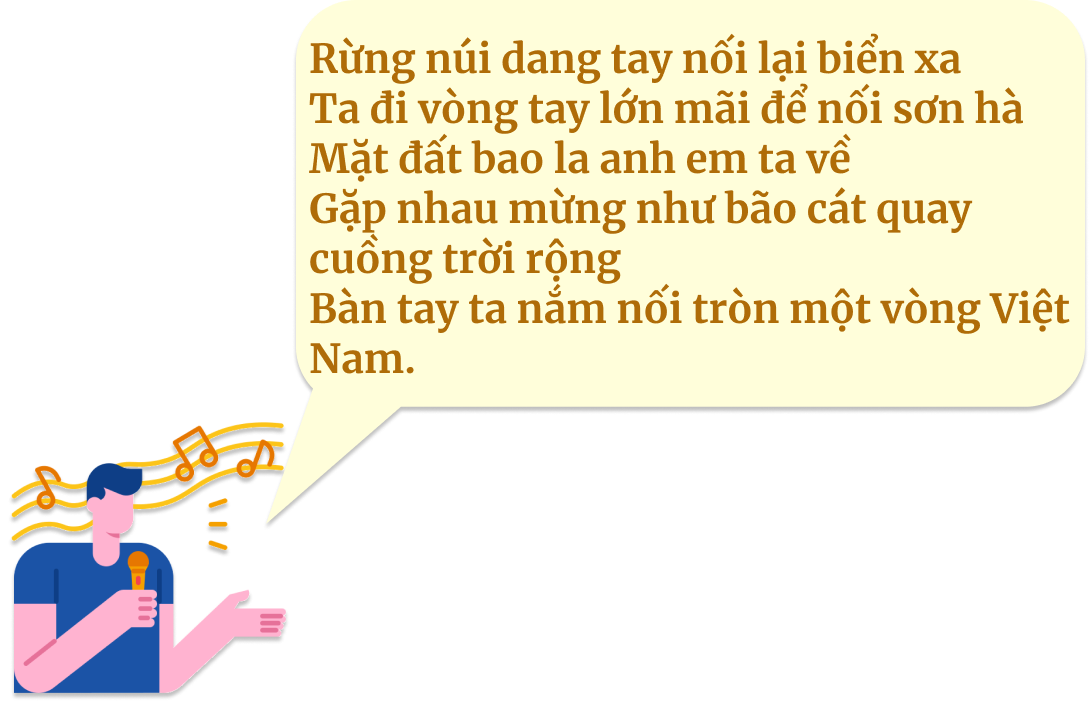 Rừng núi dang tay nối lại biển xa
Ta đi vòng tay lớn mãi để nối sơn hà
Mặt đất bao la anh em ta về
Gặp nhau mừng như bão cát quay
cuồng trời rộng
Bàn tay ta nắm nối tròn một vòng Việt
Nam.